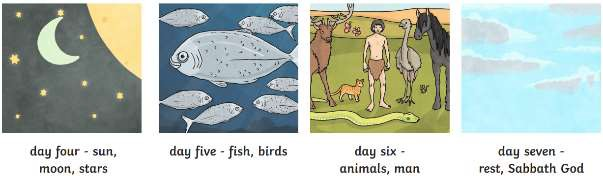 day four - sun,
moon, stars
day five - fish, birds
day six -
animals, man
day seven -
rest, Sabbath God